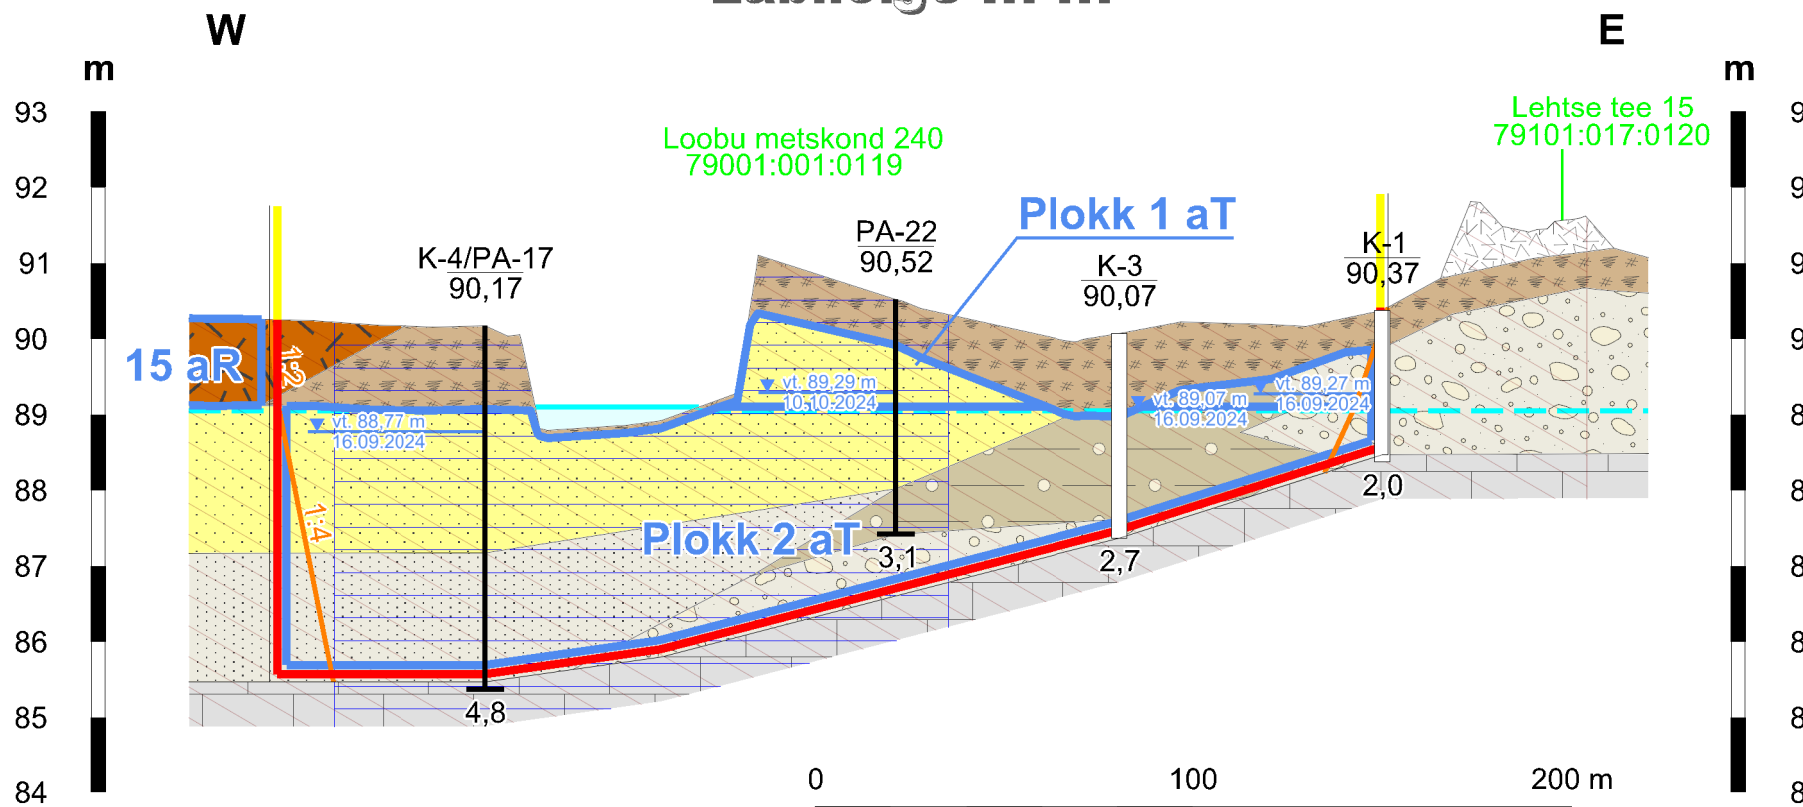 W
E
m
m
93
92
91
90
89
88
87
86
85
84
Loobu metskond 240
79001:001:0119
Lehtse tee 15
79101:017:0120
Plokk 1 aT
K-4/PA-17
90,17
PA-22
90,52
K-3
90,07
K-1
90,37
15 aR
1:2
vt. 88,77 m
16.09.2024
vt. 89,29 m
10.10.2024
vt. 89,07 m
16.09.2024
vt. 89,27 m
16.09.2024
1:4
Plokk 2 aT
4,8
3,1
2,7
2,0
0
100
200 m